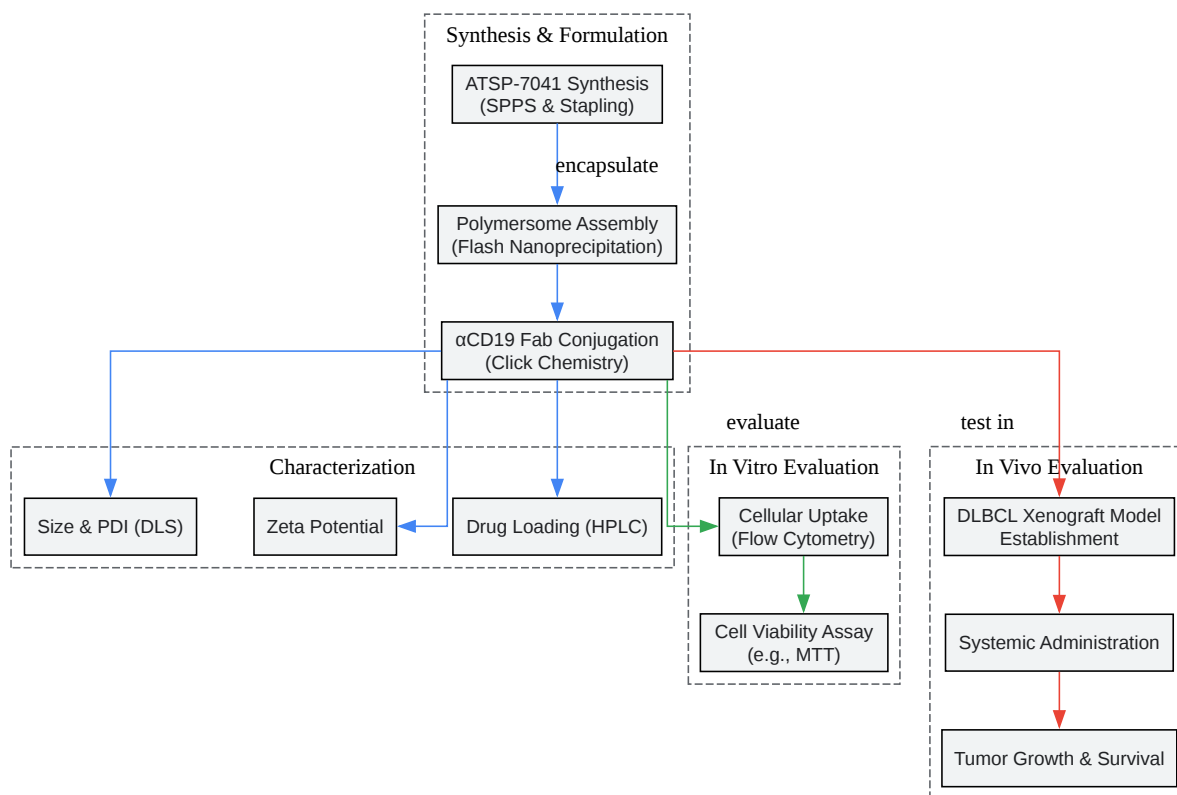 Synthesis & Formulation
ATSP-7041 Synthesis
(SPPS & Stapling)
encapsulate
Polymersome Assembly
(Flash Nanoprecipitation)
αCD19 Fab Conjugation
(Click Chemistry)
evaluate
test in
Characterization
Size & PDI (DLS)
Zeta Potential
Drug Loading (HPLC)
In Vitro Evaluation
Cellular Uptake
(Flow Cytometry)
Cell Viability Assay
(e.g., MTT)
In Vivo Evaluation
DLBCL Xenograft Model
Establishment
Systemic Administration
Tumor Growth & Survival